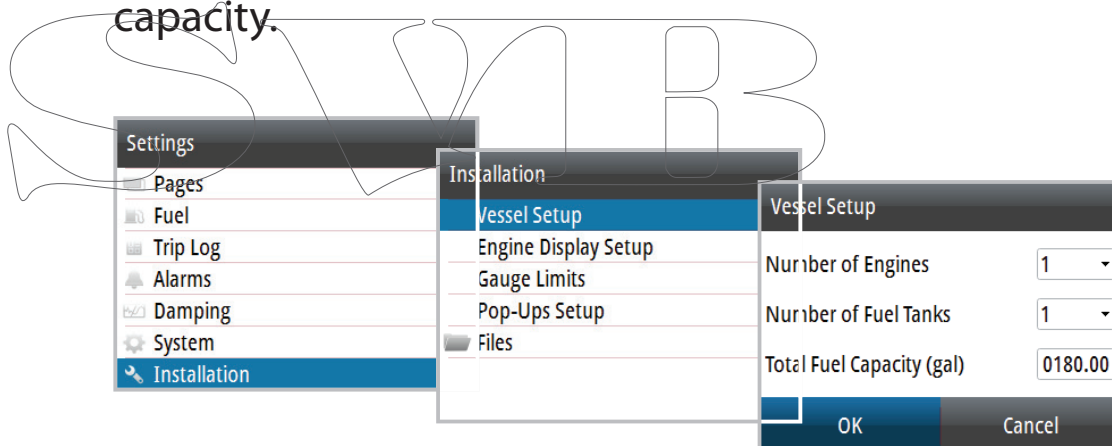 capacity.
SVB
Settings
Pages
Fuel
Trip Log
Alarms
Damping
System
Installation
Installation
Vessel Setup
Engine Display Setup
Gauge Limits
Pop-Ups Setup
Files
Vessel Setup
Number of Engines 1
Number of Fuel Tanks 1
Total Fuel Capacity (gal) 0180.00
OK Cancel